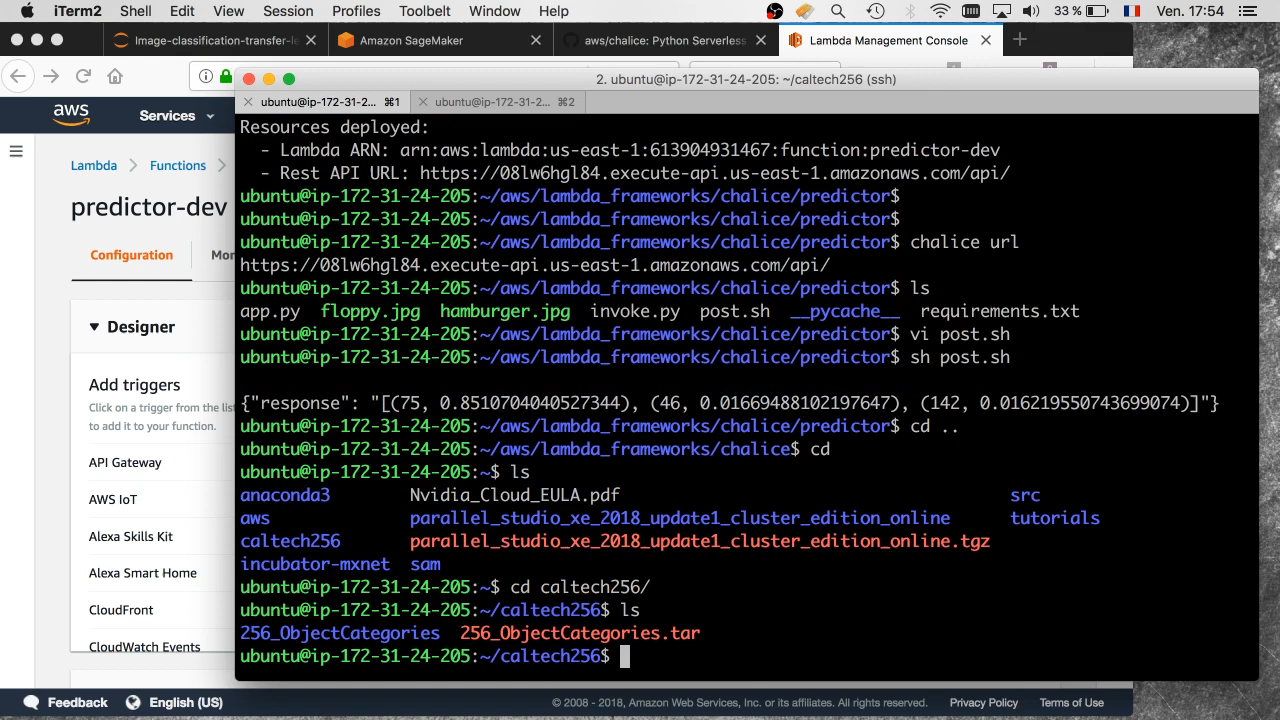 iTerm2 Shell Edit View Session Profiles Toolbelt Window Help 33 % Ven. 17:54
Image-classification-transfer-le Amazon SageMaker aws/chalice: Python Serverless Lambda Management Console
2. ubuntu@ip-172-31-24-205: ~/caltech256 (ssh)
ubuntu@ip-172-31-2... ⌘1 ubuntu@ip-172-31-2... ⌘2
aws Services
Lambda Functions
predictor-dev
Configuration
Designer
Add triggers
Click on a trigger from the list
to add it to your function.
API Gateway
AWS IoT
Alexa Skills Kit
Alexa Smart Home
CloudFront
CloudWatch Events
Resources deployed:
- Lambda ARN: arn:aws:lambda:us-east-1:613904931467:function:predictor-dev
- Rest API URL: https://08lw6hgl84.execute-api.us-east-1.amazonaws.com/api/
ubuntu@ip-172-31-24-205:~/aws/lambda_frameworks/chalice/predictor$
ubuntu@ip-172-31-24-205:~/aws/lambda_frameworks/chalice/predictor$
ubuntu@ip-172-31-24-205:~/aws/lambda_frameworks/chalice/predictor$ chalice url
https://08lw6hgl84.execute-api.us-east-1.amazonaws.com/api/
ubuntu@ip-172-31-24-205:~/aws/lambda_frameworks/chalice/predictor$ ls
app.py floppy.jpg hamburger.jpg invoke.py post.sh __pycache__ requirements.txt
ubuntu@ip-172-31-24-205:~/aws/lambda_frameworks/chalice/predictor$ vi post.sh
ubuntu@ip-172-31-24-205:~/aws/lambda_frameworks/chalice/predictor$ sh post.sh
{"response": "[(75, 0.8510704040527344), (46, 0.01669488102197647), (142, 0.016219550743699074)]"}
ubuntu@ip-172-31-24-205:~/aws/lambda_frameworks/chalice/predictor$ cd ..
ubuntu@ip-172-31-24-205:~/aws/lambda_frameworks/chalice$ cd
ubuntu@ip-172-31-24-205:~$ ls
anaconda3 Nvidia_Cloud_EULA.pdf src
aws parallel_studio_xe_2018_update1_cluster_edition_online tutorials
caltech256 parallel_studio_xe_2018_update1_cluster_edition_online.tgz
incubator-mxnet sam
ubuntu@ip-172-31-24-205:~$ cd caltech256/
ubuntu@ip-172-31-24-205:~/caltech256$ ls
256_ObjectCategories 256_ObjectCategories.tar
ubuntu@ip-172-31-24-205:~/caltech256$
Feedback English (US) © 2008 - 2018, Amazon Web Services, Inc. or its affiliates. All rights reserved. Privacy Policy Terms of Use